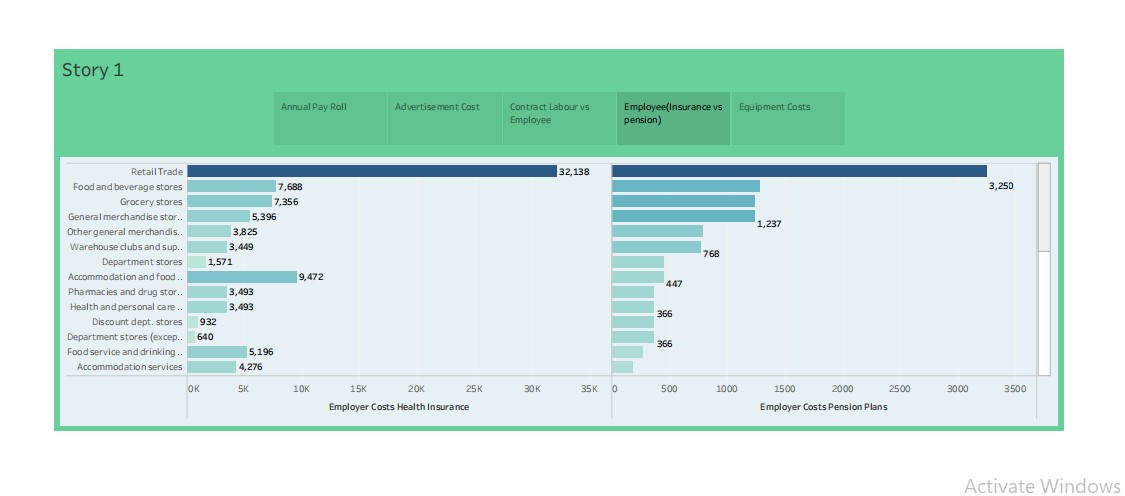 Story 1
Annual Pay Roll
Advertisement Cost
Contract Labour vs
Employee
Employee(Insurance vs
pension)
Equipment Costs
Retail Trade
32,138
3,250
Food and beverage stores
7,688
Grocery stores
7,356
General merchandise stor..
5,396
1,237
Other general merchandis..
3,825
Warehouse clubs and sup..
3,449
768
Department stores
1,571
Accommodation and food ..
9,472
447
Pharmacies and drug stor..
3,493
Health and personal care ..
3,493
366
Discount dept. stores
932
Department stores (excep..
640
366
Food service and drinking ..
5,196
Accommodation services
4,276
0K 5K 10K 15K 20K 25K 30K 35K
0 500 1000 1500 2000 2500 3000 3500
Employer Costs Health Insurance
Employer Costs Pension Plans
Activate Windows